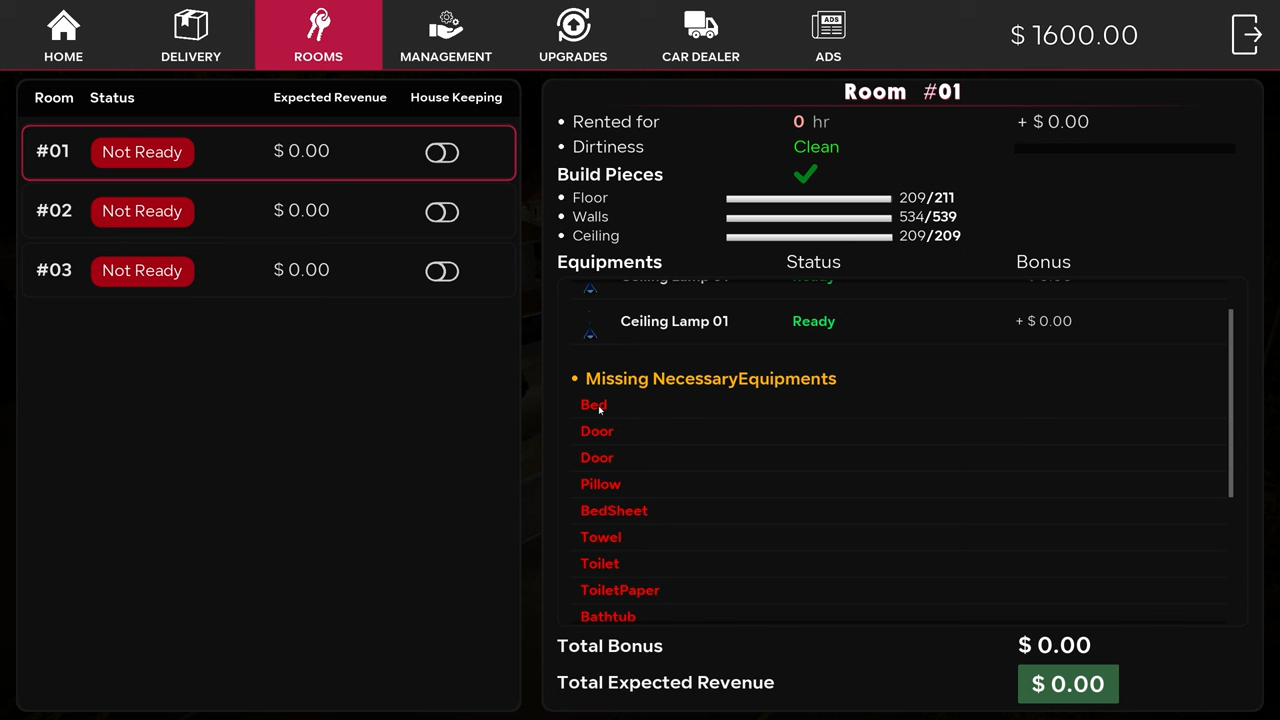 HOME DELIVERY ROOMS MANAGEMENT UPGRADES CAR DEALER ADS $ 1600.00
ADS
Room Status Expected Revenue House Keeping
#01 Not Ready $ 0.00
#02 Not Ready $ 0.00
#03 Not Ready $ 0.00
Room #01
• Rented for 0 hr + $ 0.00
• Dirtiness Clean
Build Pieces
• Floor 209/211
• Walls 534/539
• Ceiling 209/209
Equipments Status Bonus
Ceiling Lamp 01 Ready + $ 0.00
• Missing NecessaryEquipments
Bed
Door
Door
Pillow
BedSheet
Towel
Toilet
ToiletPaper
Bathtub
Total Bonus $ 0.00
Total Expected Revenue $ 0.00